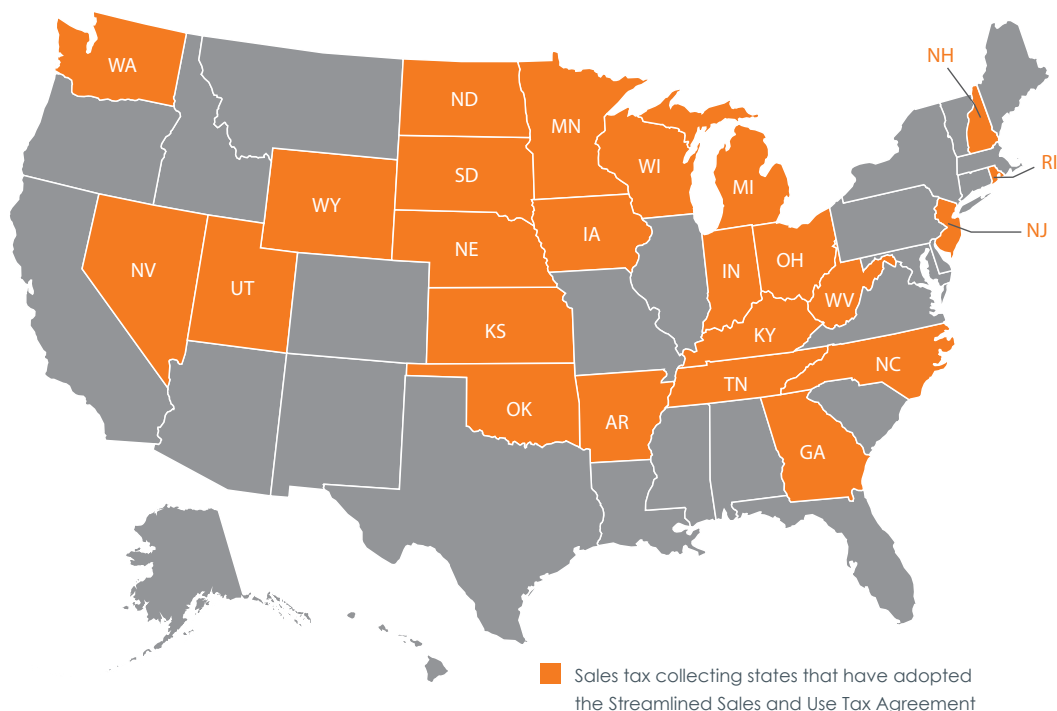 WA
ND
MN
NH
SD
WI
MI
RI
WY
NE
IA
NJ
NV
UT
IN
OH
WV
KS
KY
NC
TN
OK
AR
GA
Sales tax collecting states that have adopted
the Streamlined Sales and Use Tax Agreement